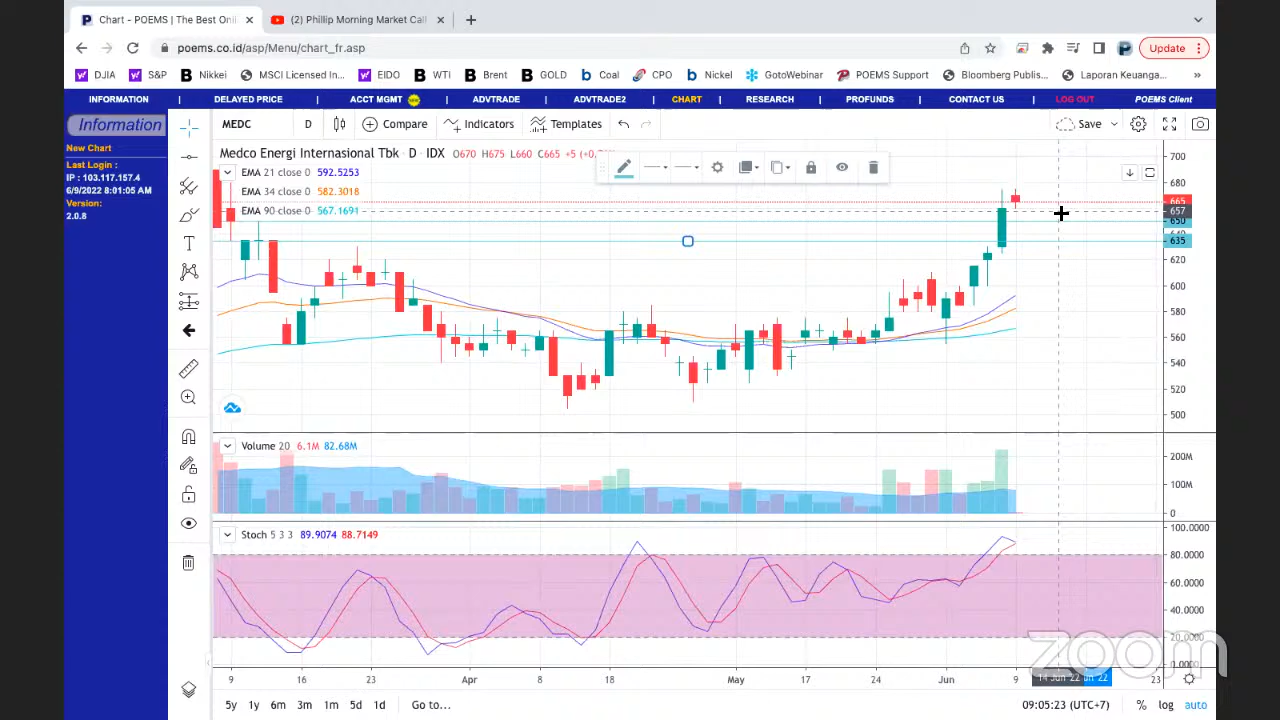 Chart - POEMS | The Best Onli
(2) Phillip Morning Market Call
poems.co.id/asp/Menu/chart_fr.asp
Update
DJIA S&P Nikkei MSCI Licensed In... EIDO WTI Brent GOLD Coal CPO Nickel GotoWebinar POEMS Support Bloomberg Publis... Laporan Keuanga... »
INFORMATION | DELAYED PRICE | ACCT MGMT | ADVTRADE | ADVTRADE2 | CHART | RESEARCH | PROFUNDS | CONTACT US | LOG OUT POEMS Client
Information
New Chart
Last Login :
IP : 103.117.157.4
6/9/2022 8:01:05 AM
Version:
2.0.8
MEDC D Compare Indicators Templates Save
Medco Energi Internasional Tbk · D · IDX O670 H675 L660 C665 +5
EMA 21 close 0 592.5253
EMA 34 close 0 582.3018
EMA 90 close 0 567.1691
700
680
665
657
650
640
635
620
600
580
560
540
520
500
Volume 20 6.1M 82.68M
200M
100M
0
Stoch 5 3 3 89.9074 88.7149
100.0000
80.0000
60.0000
40.0000
20.0000
zoom
9 16 23 Apr 8 18 May 17 24 Jun 9 14 Jun 22 23
5y 1y 6m 3m 1m 5d 1d Go to... 09:05:23 (UTC+7) % log auto